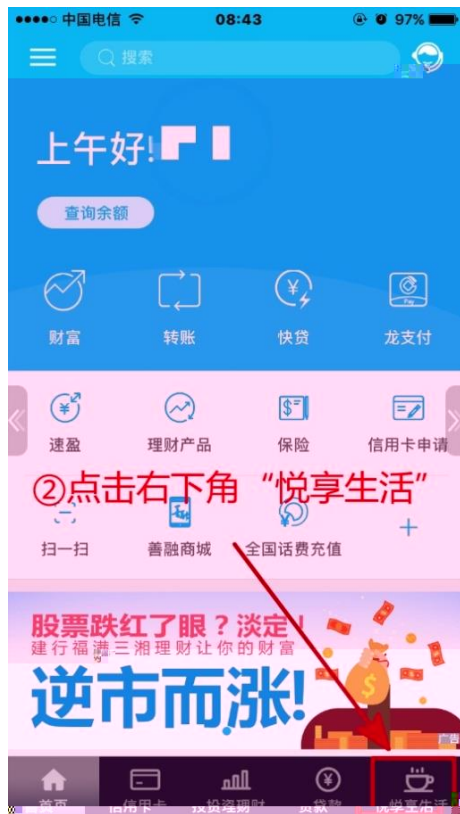 中国电信 08:43 97%
搜索
上午好!
查询余额
财富 转账 快贷 龙支付
速盈 理财产品 保险 信用卡申请
②点击右下角“悦享生活”
扫一扫 善融商城 全国话费充值
股票跌红了眼？淡定！
建行福满三湘理财让你的财富
逆市而涨!
广告
首页 信用卡 投资理财 贷款 悦享生活